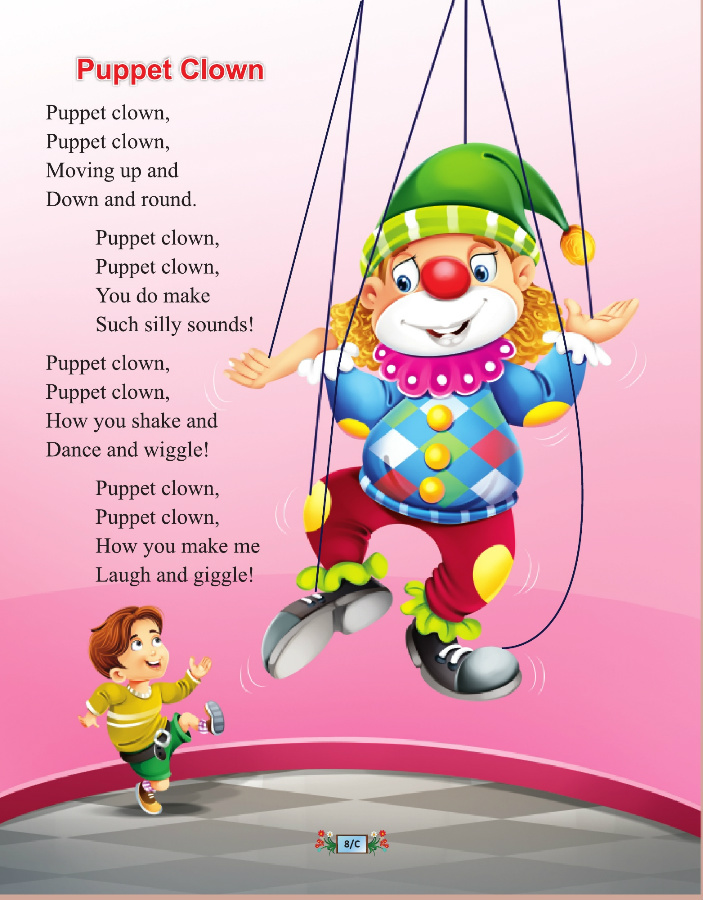 Puppet Clown
Puppet clown,
Puppet clown,
Moving up and
Down and round.
Puppet clown,
Puppet clown,
You do make
Such silly sounds!
Puppet clown,
Puppet clown,
How you shake and
Dance and wiggle!
Puppet clown,
Puppet clown,
How you make me
Laugh and giggle!
8/C